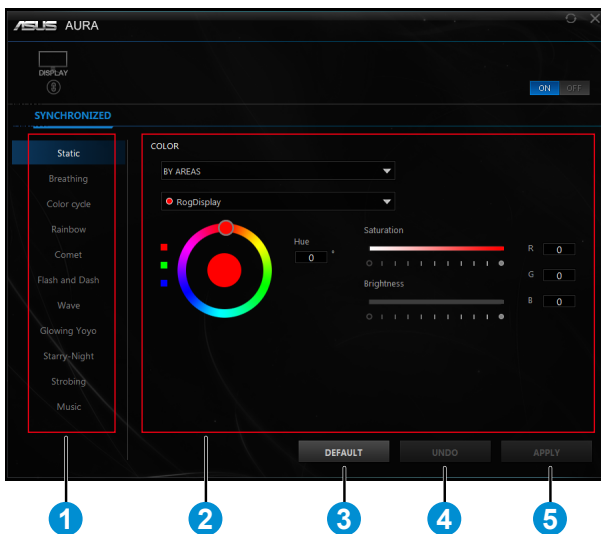 ASUS AURA
DISPLAY
ON OFF
SYNCHRONIZED
COLOR
Static
BY AREAS
Breathing
Color cycle
RogDisplay
Rainbow
Hue
Saturation
Comet
0 °
R 0
Flash and Dash
G 0
Brightness
Wave
B 0
Glowing Yoyo
Starry-Night
Strobing
Music
DEFAULT UNDO APPLY
1 2 3 4 5